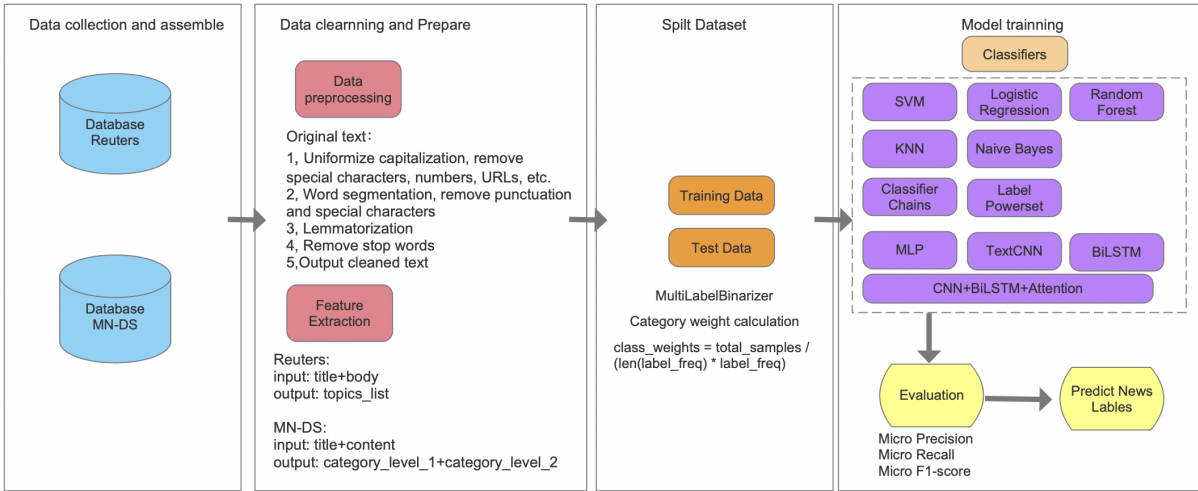 Data collection and assemble
Database
Reuters
Database
MN-DS
Data clearnning and Prepare
Data
preprocessing
Original text：
1, Uniformize capitalization, remove
special characters, numbers, URLs, etc.
2, Word segmentation, remove punctuation
and special characters
3, Lemmatorization
4, Remove stop words
5,Output cleaned text
Feature
Extraction
Reuters:
input: title+body
output: topics_list
MN-DS:
input: title+content
output: category_level_1+category_level_2
Spilt Dataset
Training Data
Test Data
MultiLabelBinarizer
Category weight calculation
class_weights = total_samples /
(len(label_freq) * label_freq)
Model trainning
Classifiers
SVM
Logistic
Regression
Random
Forest
KNN
Naive Bayes
Classifier
Chains
Label
Powerset
MLP
TextCNN
BiLSTM
CNN+BiLSTM+Attention
Evaluation
Micro Precision
Micro Recall
Micro F1-score
Predict News
Lables